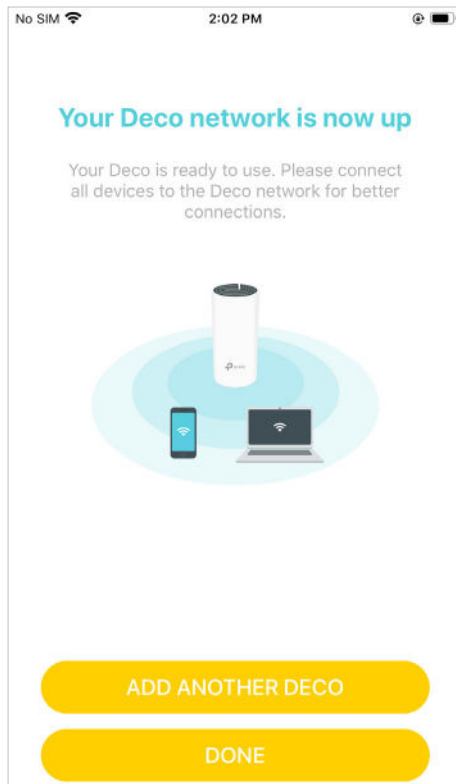 No SIM 2:02 PM
Your Deco network is now up
Your Deco is ready to use. Please connect
all devices to the Deco network for better
connections.
ADD ANOTHER DECO
DONE